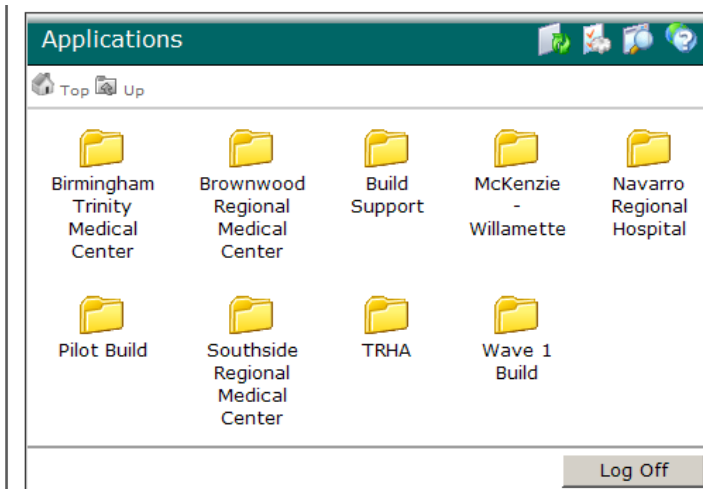 Applications
Top Up
Birmingham Trinity Medical Center
Brownwood Regional Medical Center
Build Support
McKenzie - Willamette
Navarro Regional Hospital
Pilot Build
Southside Regional Medical Center
TRHA
Wave 1 Build
Log Off